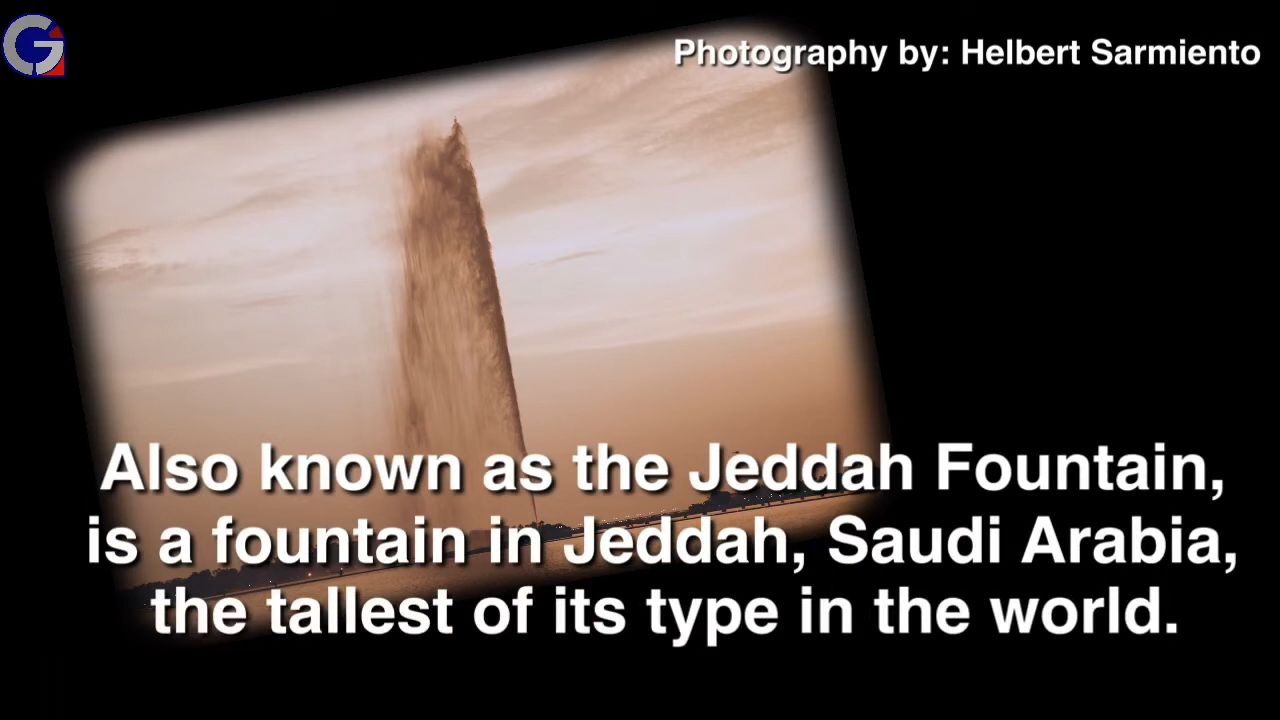 Photography by: Helbert Sarmiento
Also known as the Jeddah Fountain,
is a fountain in Jeddah, Saudi Arabia,
the tallest of its type in the world.